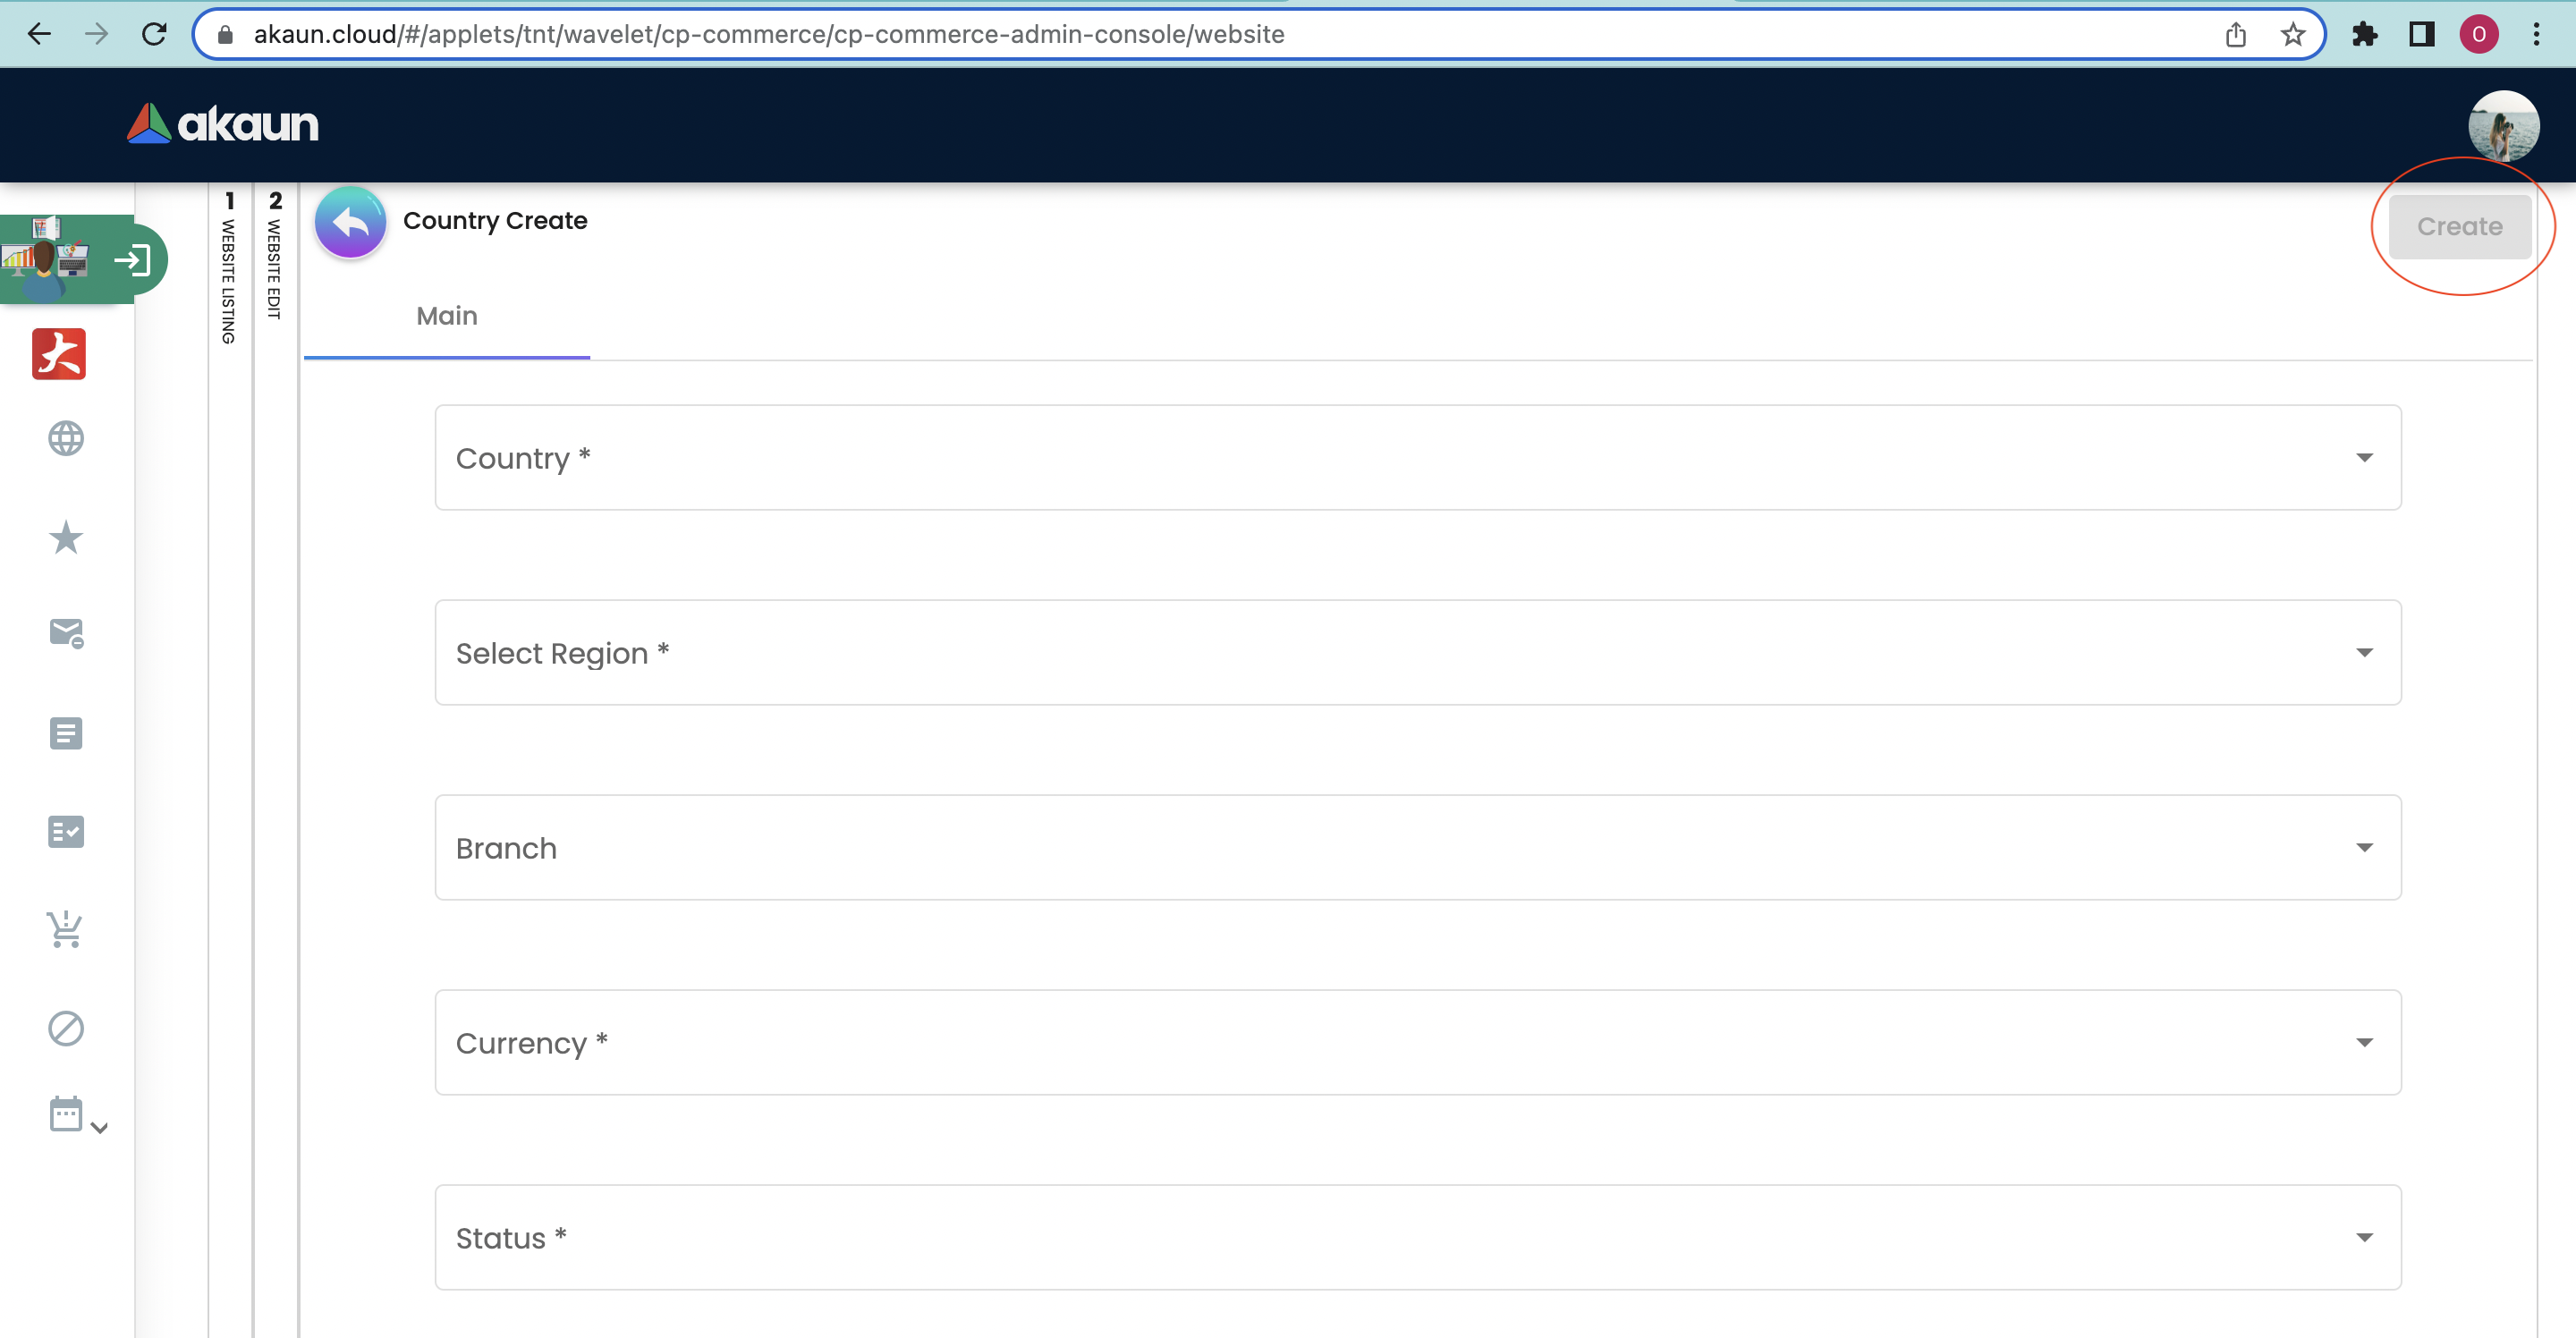 akaun.cloud/#/applets/tnt/wavelet/cp-commerce/cp-commerce-admin-console/website
O
akaun
1
WEBSITE LISTING
2
WEBSITE EDIT
Country Create
Create
Main
Country *
Select Region *
Branch
Currency *
Status *